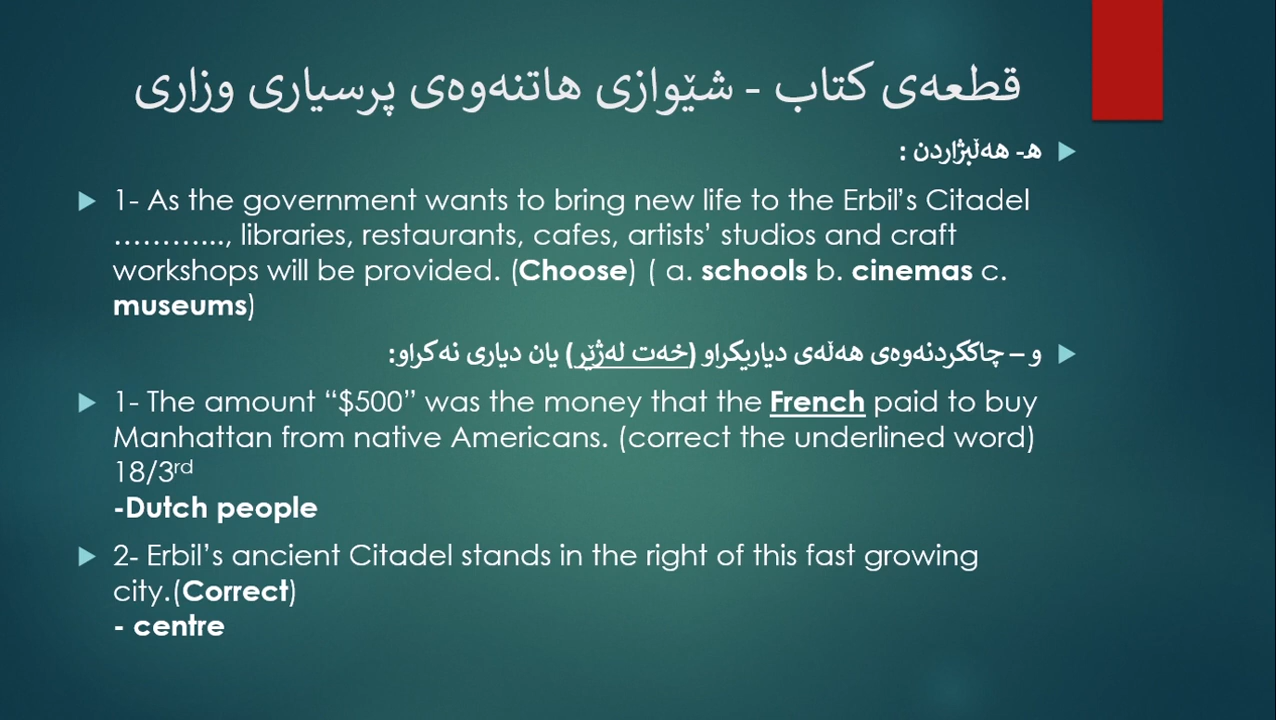 قطعەی کتاب - شێوازی هاتنەوەی پرسیاری وزاری
هـ- هەڵبژاردن :
1- As the government wants to bring new life to the Erbil’s Citadel
………..., libraries, restaurants, cafes, artists’ studios and craft
workshops will be provided. (Choose) ( a. schools b. cinemas c.
museums)
و – چاککردنەوەی هەڵەی دیاریکراو (خەت لەژێر) یان دیاری نەکراو:
1- The amount “$500” was the money that the French paid to buy
Manhattan from native Americans. (correct the underlined word)
18/3rd
-Dutch people
2- Erbil’s ancient Citadel stands in the right of this fast growing
city.(Correct)
- centre